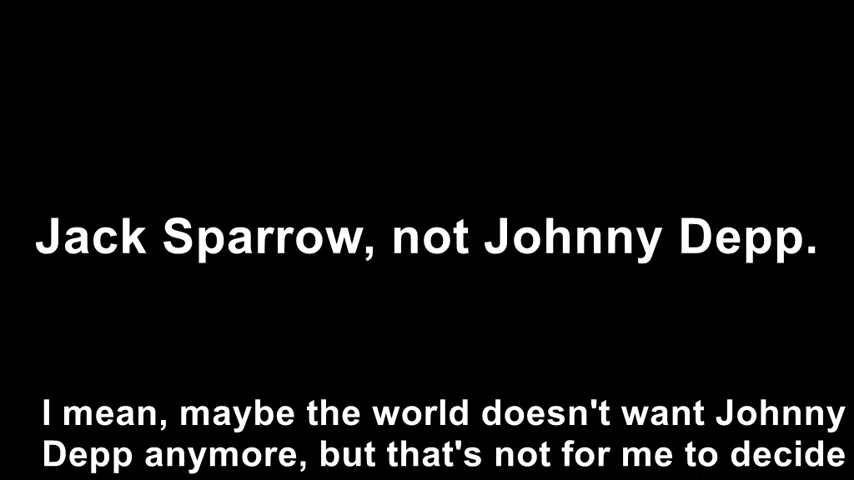 Jack Sparrow, not Johnny Depp.
I mean, maybe the world doesn't want Johnny
Depp anymore, but that's not for me to decide